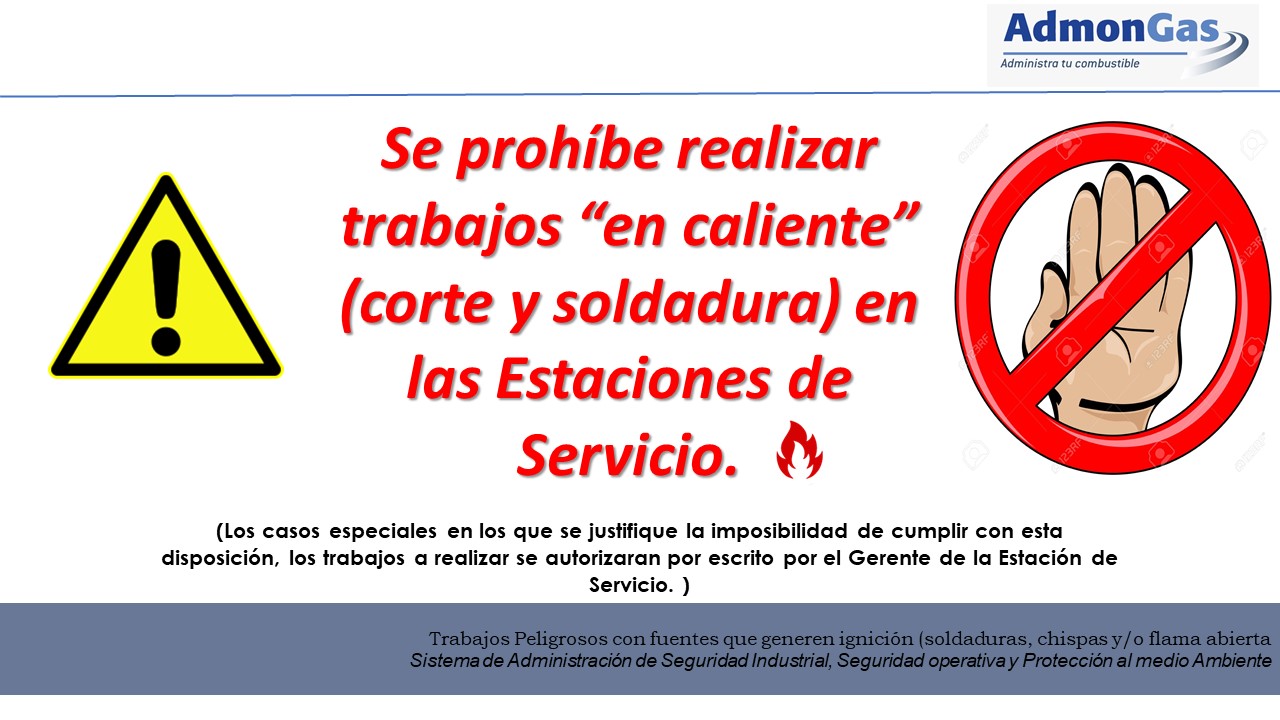 AdmonGas
Administra tu combustible
Se prohíbe realizar
trabajos “en caliente”
(corte y soldadura) en
las Estaciones de
Servicio.
(Los casos especiales en los que se justifique la imposibilidad de cumplir con esta
disposición, los trabajos a realizar se autorizaran por escrito por el Gerente de la Estación de
Servicio. )
Trabajos Peligrosos con fuentes que generen ignición (soldaduras, chispas y/o flama abierta
Sistema de Administración de Seguridad Industrial, Seguridad operativa y Protección al medio Ambiente